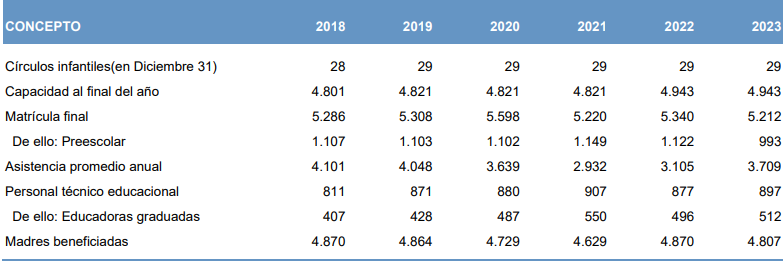 CONCEPTO 2018 2019 2020 2021 2022 2023
Círculos infantiles(en Diciembre 31) 28 29 29 29 29 29
Capacidad al final del año 4.801 4.821 4.821 4.821 4.943 4.943
Matrícula final 5.286 5.308 5.598 5.220 5.340 5.212
De ello: Preescolar 1.107 1.103 1.102 1.149 1.122 993
Asistencia promedio anual 4.101 4.048 3.639 2.932 3.105 3.709
Personal técnico educacional 811 871 880 907 877 897
De ello: Educadoras graduadas 407 428 487 550 496 512
Madres beneficiadas 4.870 4.864 4.729 4.629 4.870 4.807